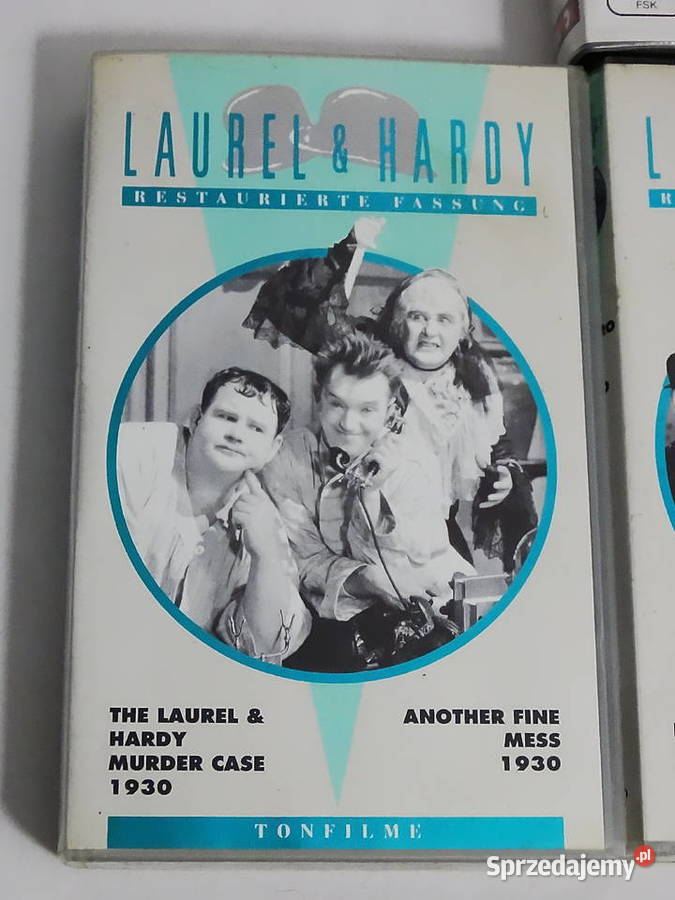 FSK
LAUREL & HARDY
RESTAURIERTE FASSUNG
THE LAUREL &
HARDY
MURDER CASE
1930
ANOTHER FINE
MESS
1930
TONFILME
L
R
Sprzedajemy.pl